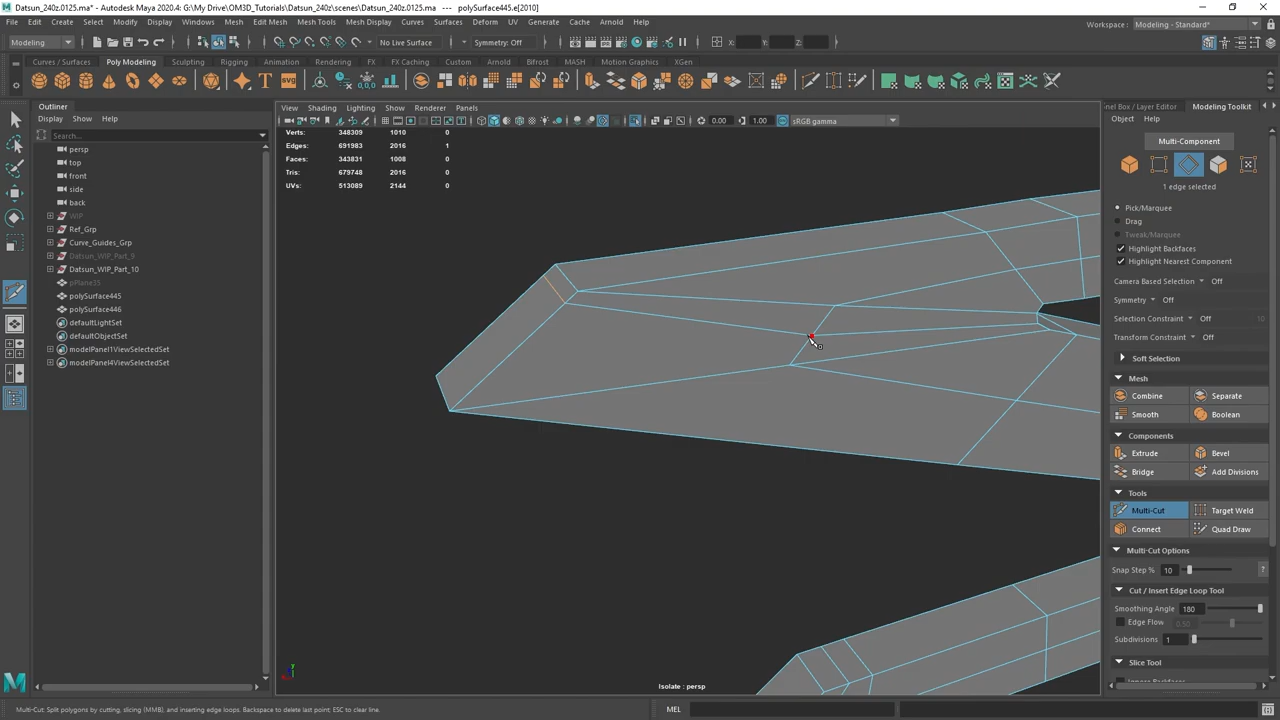 Datsun_240z.0125.ma* - Autodesk Maya 2020.4: G:\My Drive\OM3D_Tutorials\Datsun_240z\scenes\Datsun_240z.0125.ma --- polySurface445.e[2010]
File Edit Create Select Modify Display Windows Mesh Edit Mesh Mesh Tools Mesh Display Curves Surfaces Deform UV Generate Cache Arnold Help
Workspace : Modeling - Standard*
Modeling No Live Surface Symmetry: Off X: Y: Z:
Curves / Surfaces Poly Modeling Sculpting Rigging Animation Rendering FX FX Caching Custom Arnold Bifrost MASH Motion Graphics XGen
Outliner
Display Show Help
Search...
persp
top
front
side
back
WIP
Ref_Grp
Curve_Guides_Grp
Datsun_WIP_Part_9
Datsun_WIP_Part_10
pPlane35
polySurface445
polySurface446
defaultLightSet
defaultObjectSet
modelPanel1ViewSelectedSet
modelPanel4ViewSelectedSet
View Shading Lighting Show Renderer Panels
0.00 1.00 sRGB gamma
Verts: 348309 1010 0
Edges: 691983 2016 1
Faces: 343831 1008 0
Tris: 679748 2016 0
UVs: 513089 2144 0
Isolate : persp
nel Box / Layer Editor Modeling Toolkit
Object Help
Multi-Component
1 edge selected
Pick/Marquee
Drag
Tweak/Marquee
Highlight Backfaces
Highlight Nearest Component
Camera Based Selection Off
Symmetry Off
Selection Constraint Off 10
Transform Constraint Off
Soft Selection
Mesh
Combine Separate
Smooth Boolean
Components
Extrude Bevel
Bridge Add Divisions
Tools
Multi-Cut Target Weld
Connect Quad Draw
Multi-Cut Options
Snap Step % 10 ?
Cut / Insert Edge Loop Tool
Smoothing Angle 180
Edge Flow 0.50
Subdivisions 1
Slice Tool
Multi-Cut: Split polygons by cutting, slicing (MMB), and inserting edge loops. Backspace to delete last point; ESC to clear line.
MEL